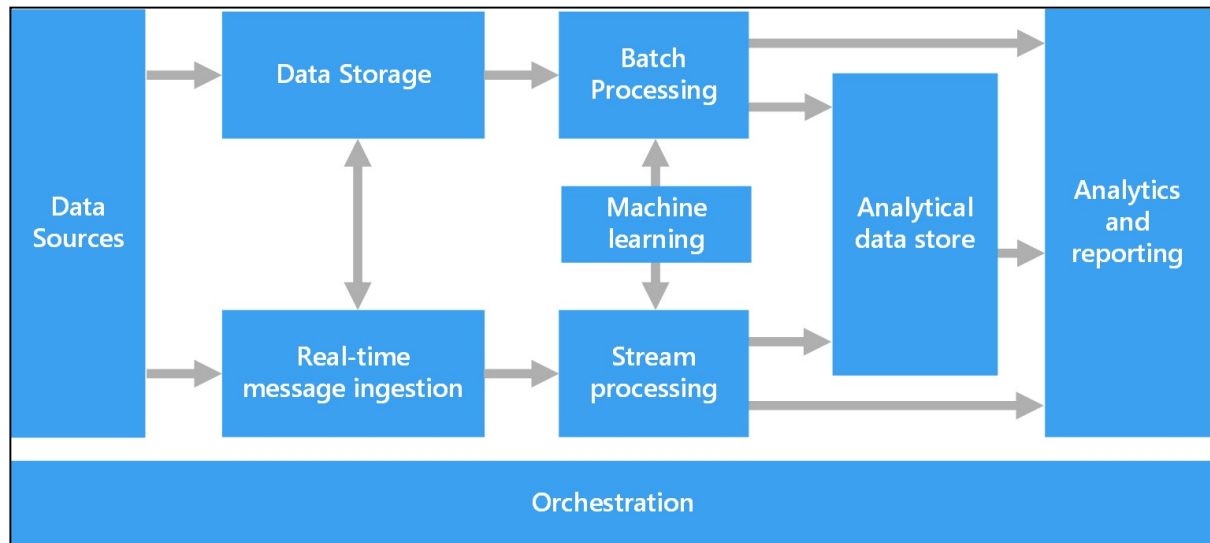 Data
Sources
Data Storage
Real-time
message ingestion
Batch
Processing
Machine
learning
Stream
processing
Analytical
data store
Analytics
and
reporting
Orchestration